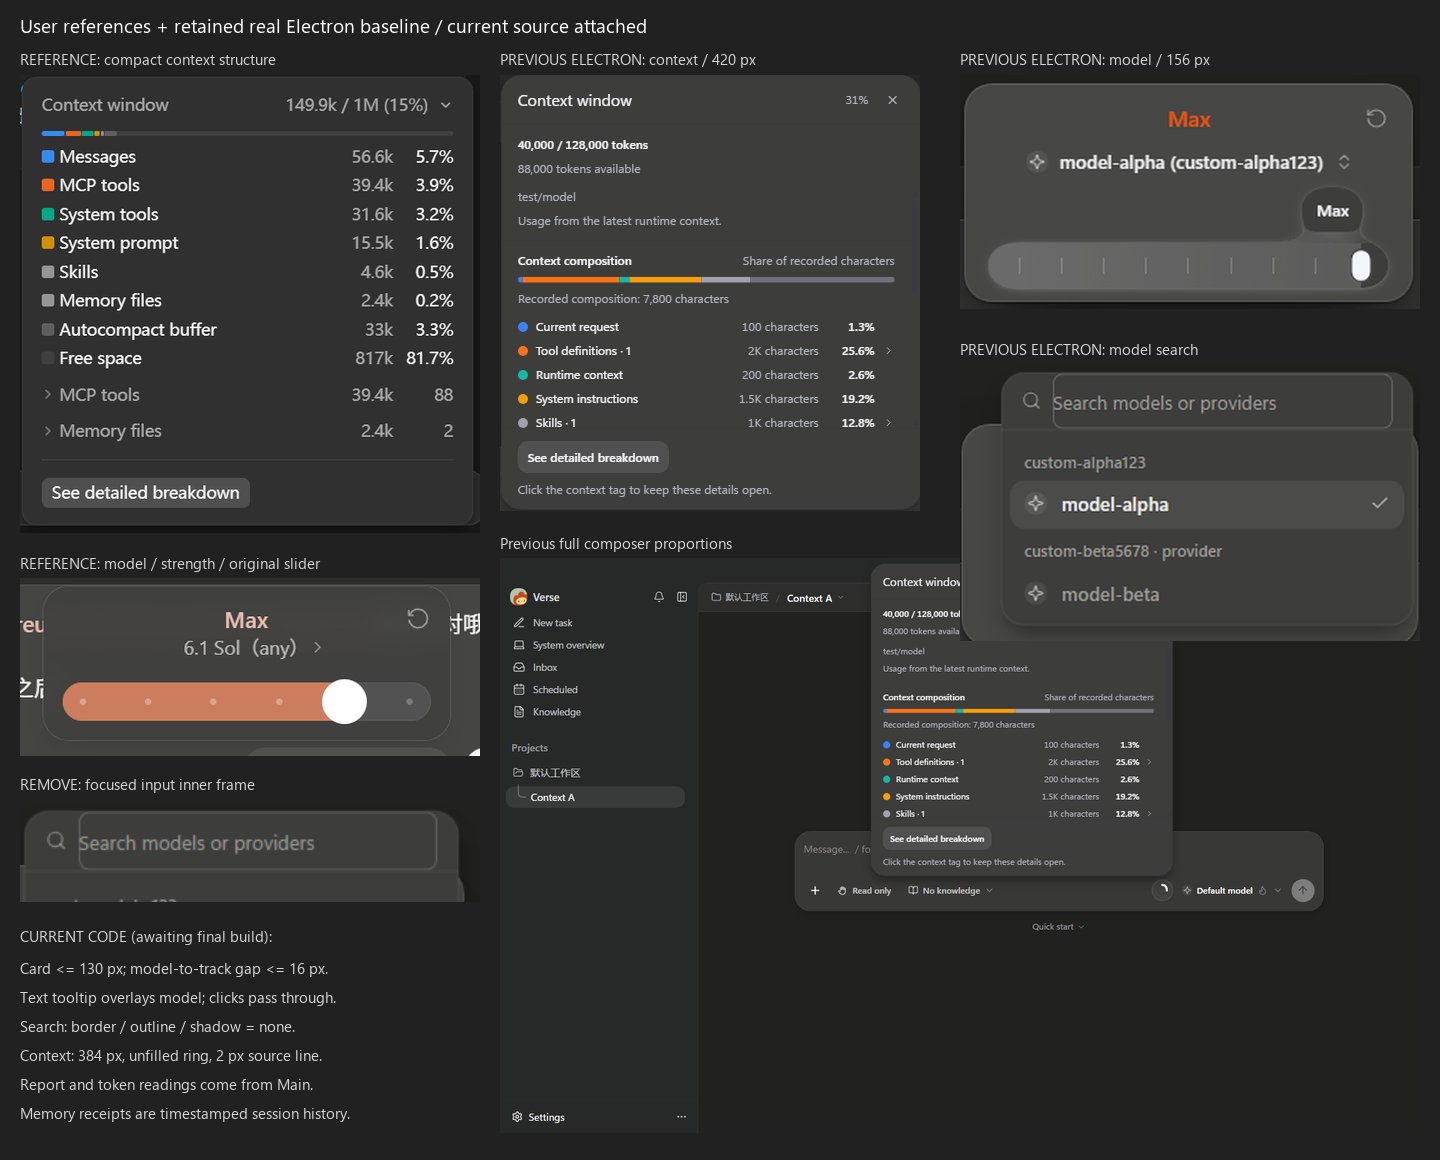 User references + retained real Electron baseline / current source attached
REFERENCE: compact context structure
Context window 149.9k / 1M (15%)
Messages 56.6k 5.7%
MCP tools 39.4k 3.9%
System tools 31.6k 3.2%
System prompt 15.5k 1.6%
Skills 4.6k 0.5%
Memory files 2.4k 0.2%
Autocompact buffer 33k 3.3%
Free space 817k 81.7%
MCP tools 39.4k 88
Memory files 2.4k 2
See detailed breakdown
REFERENCE: model / strength / original slider
Max
6.1 Sol（any）
对哦
之后
REMOVE: focused input inner frame
Search models or providers
CURRENT CODE (awaiting final build):
Card <= 130 px; model-to-track gap <= 16 px.
Text tooltip overlays model; clicks pass through.
Search: border / outline / shadow = none.
Context: 384 px, unfilled ring, 2 px source line.
Report and token readings come from Main.
Memory receipts are timestamped session history.
PREVIOUS ELECTRON: context / 420 px
Context window 31%
40,000 / 128,000 tokens
88,000 tokens available
test/model
Usage from the latest runtime context.
Context composition Share of recorded characters
Recorded composition: 7,800 characters
Current request 100 characters 1.3%
Tool definitions · 1 2K characters 25.6%
Runtime context 200 characters 2.6%
System instructions 1.5K characters 19.2%
Skills · 1 1K characters 12.8%
See detailed breakdown
Click the context tag to keep these details open.
Previous full composer proportions
Verse
New task
System overview
Inbox
Scheduled
Knowledge
Projects
默认工作区
Context A
Settings
默认工作区 / Context A
Context window
40,000 / 128,000 tol
88,000 tokens availa
test/model
Usage from the latest runtime context.
Context composition Share of recorded characters
Recorded composition: 7,800 characters
Current request 100 characters 1.3%
Tool definitions · 1 2K characters 25.6%
Runtime context 200 characters 2.6%
System instructions 1.5K characters 19.2%
Skills · 1 1K characters 12.8%
See detailed breakdown
Click the context tag to keep these details open.
Message... / fo
Read only No knowledge Default model
Quick start
PREVIOUS ELECTRON: model / 156 px
Max
model-alpha (custom-alpha123)
Max
PREVIOUS ELECTRON: model search
Search models or providers
custom-alpha123
model-alpha
custom-beta5678 · provider
model-beta